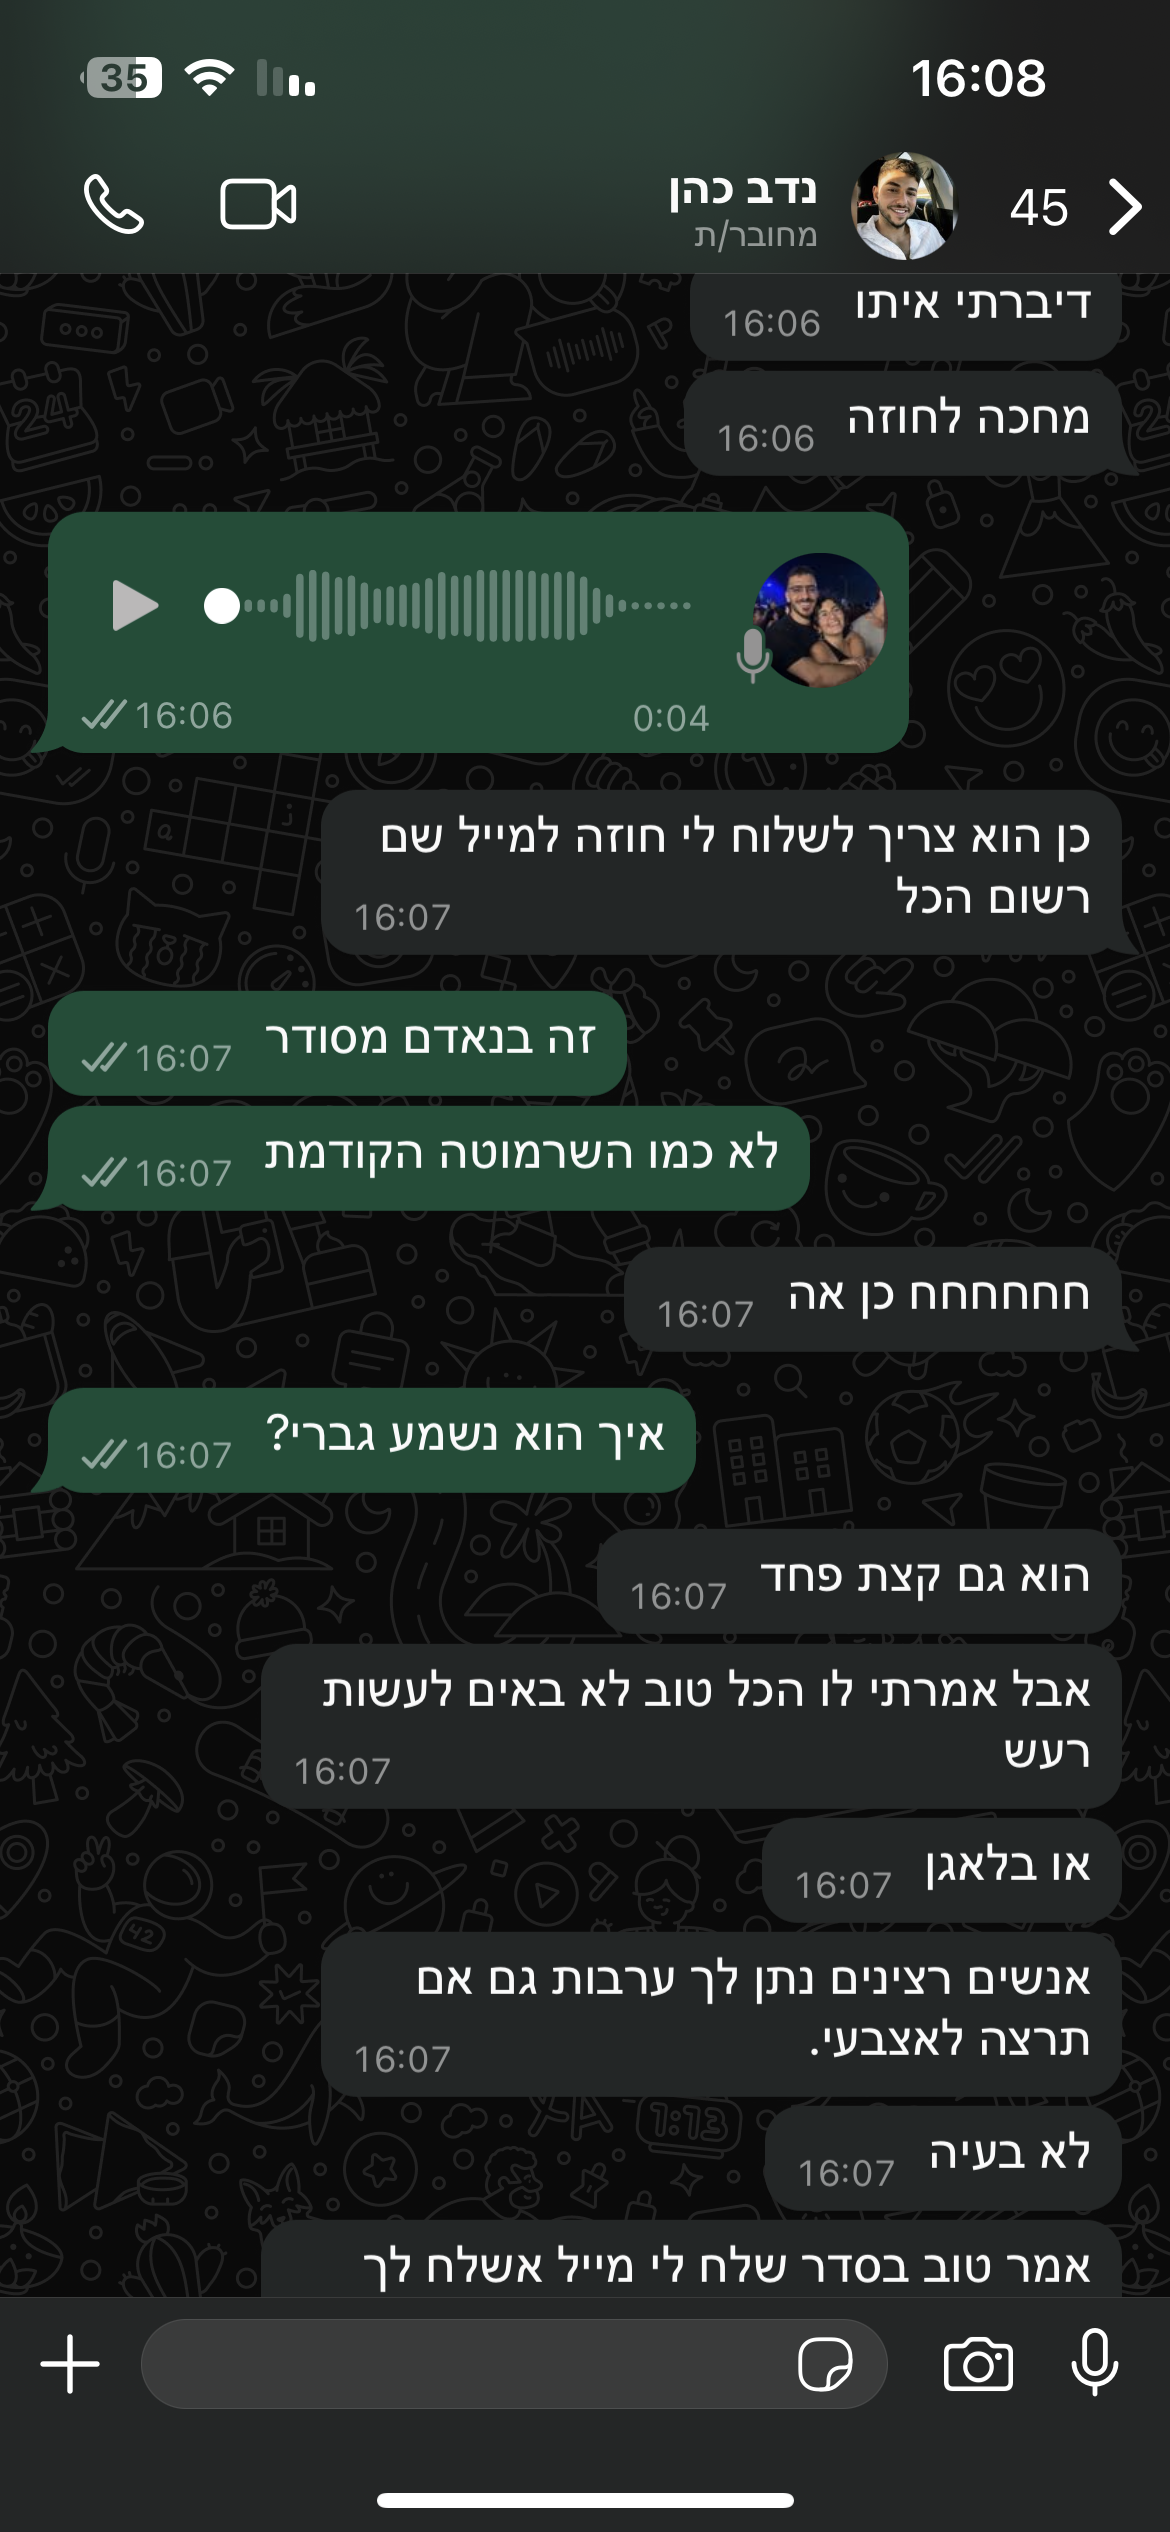 35
16:08
נדב כהן
מחובר/ת
45
דיברתי איתו
16:06
מחכה לחוזה
16:06
0:04
16:06
כן הוא צריך לשלוח לי חוזה למייל שם
רשום הכל
16:07
זה בנאדם מסודר
16:07
לא כמו השרמוטה הקודמת
16:07
חחחחחח כן אה
16:07
איך הוא נשמע גברי?
16:07
הוא גם קצת פחד
16:07
אבל אמרתי לו הכל טוב לא באים לעשות
רעש
16:07
או בלאגן
16:07
אנשים רצינים נתן לך ערבות גם אם
תרצה לאצבעי.
16:07
לא בעיה
16:07
אמר טוב בסדר שלח לי מייל אשלח לך